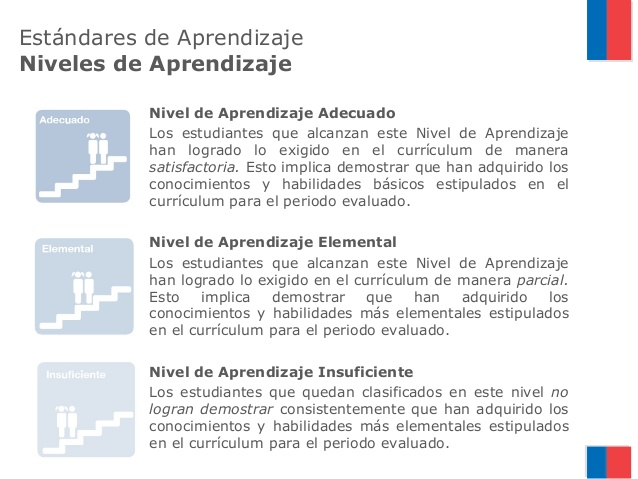 Estándares de Aprendizaje
Niveles de Aprendizaje
Adecuado
Nivel de Aprendizaje Adecuado
Los estudiantes que alcanzan este Nivel de Aprendizaje
han logrado lo exigido en el currículum de manera
satisfactoria. Esto implica demostrar que han adquirido los
conocimientos y habilidades básicos estipulados en el
currículum para el periodo evaluado.
Elemental
Nivel de Aprendizaje Elemental
Los estudiantes que alcanzan este Nivel de Aprendizaje
han logrado lo exigido en el currículum de manera parcial.
Esto implica demostrar que han adquirido los
conocimientos y habilidades más elementales estipulados
en el currículum para el periodo evaluado.
Insuficiente
Nivel de Aprendizaje Insuficiente
Los estudiantes que quedan clasificados en este nivel no
logran demostrar consistentemente que han adquirido los
conocimientos y habilidades más elementales estipulados
en el currículum para el periodo evaluado.